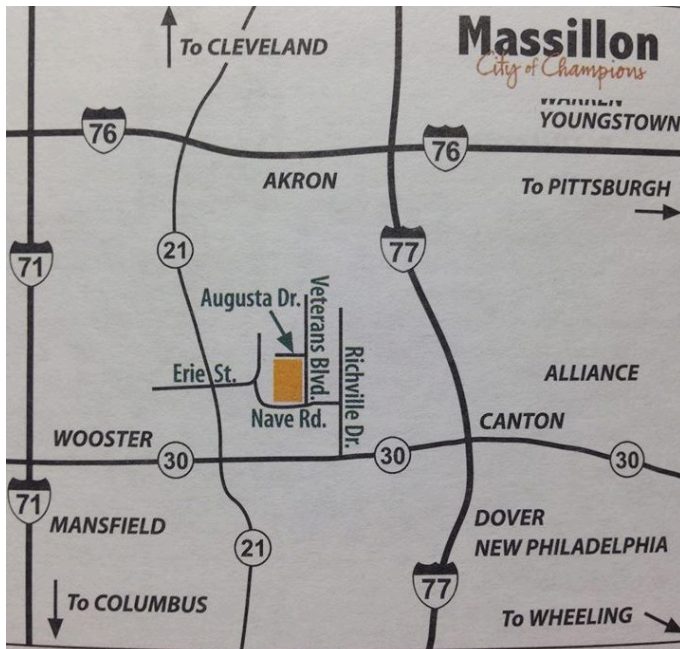 To CLEVELAND
Massillon
City of Champions
WARREN
YOUNGSTOWN
76
76
AKRON
To PITTSBURGH
21
71
77
Augusta Dr.
Veterans Blvd.
Richville Dr.
Erie St.
ALLIANCE
Nave Rd.
CANTON
WOOSTER
30
30
30
71
MANSFIELD
21
DOVER
NEW PHILADELPHIA
77
To COLUMBUS
To WHEELING